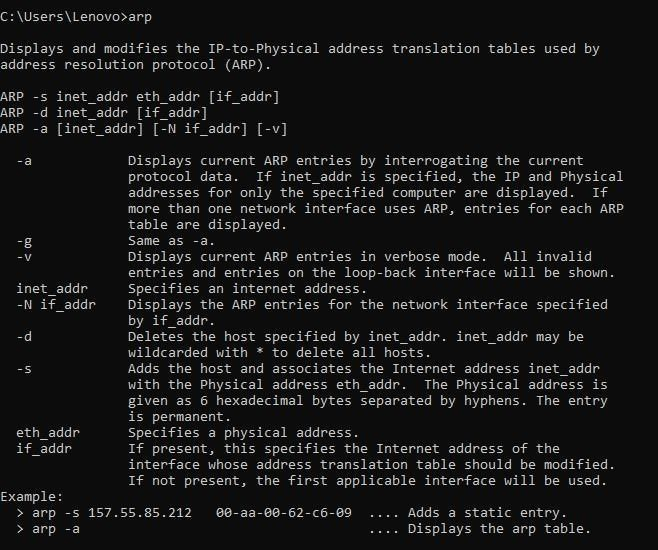 C:\Users\Lenovo>arp
Displays and modifies the IP-to-Physical address translation tables used by
address resolution protocol (ARP).
ARP -s inet_addr eth_addr [if_addr]
ARP -d inet_addr [if_addr]
ARP -a [inet_addr] [-N if_addr] [-v]
-a Displays current ARP entries by interrogating the current
protocol data. If inet_addr is specified, the IP and Physical
addresses for only the specified computer are displayed. If
more than one network interface uses ARP, entries for each ARP
table are displayed.
-g Same as -a.
-v Displays current ARP entries in verbose mode. All invalid
entries and entries on the loop-back interface will be shown.
inet_addr Specifies an internet address.
-N if_addr Displays the ARP entries for the network interface specified
by if_addr.
-d Deletes the host specified by inet_addr. inet_addr may be
wildcarded with * to delete all hosts.
-s Adds the host and associates the Internet address inet_addr
with the Physical address eth_addr. The Physical address is
given as 6 hexadecimal bytes separated by hyphens. The entry
is permanent.
eth_addr Specifies a physical address.
if_addr If present, this specifies the Internet address of the
interface whose address translation table should be modified.
If not present, the first applicable interface will be used.
Example:
> arp -s 157.55.85.212 00-aa-00-62-c6-09 .... Adds a static entry.
> arp -a .... Displays the arp table.